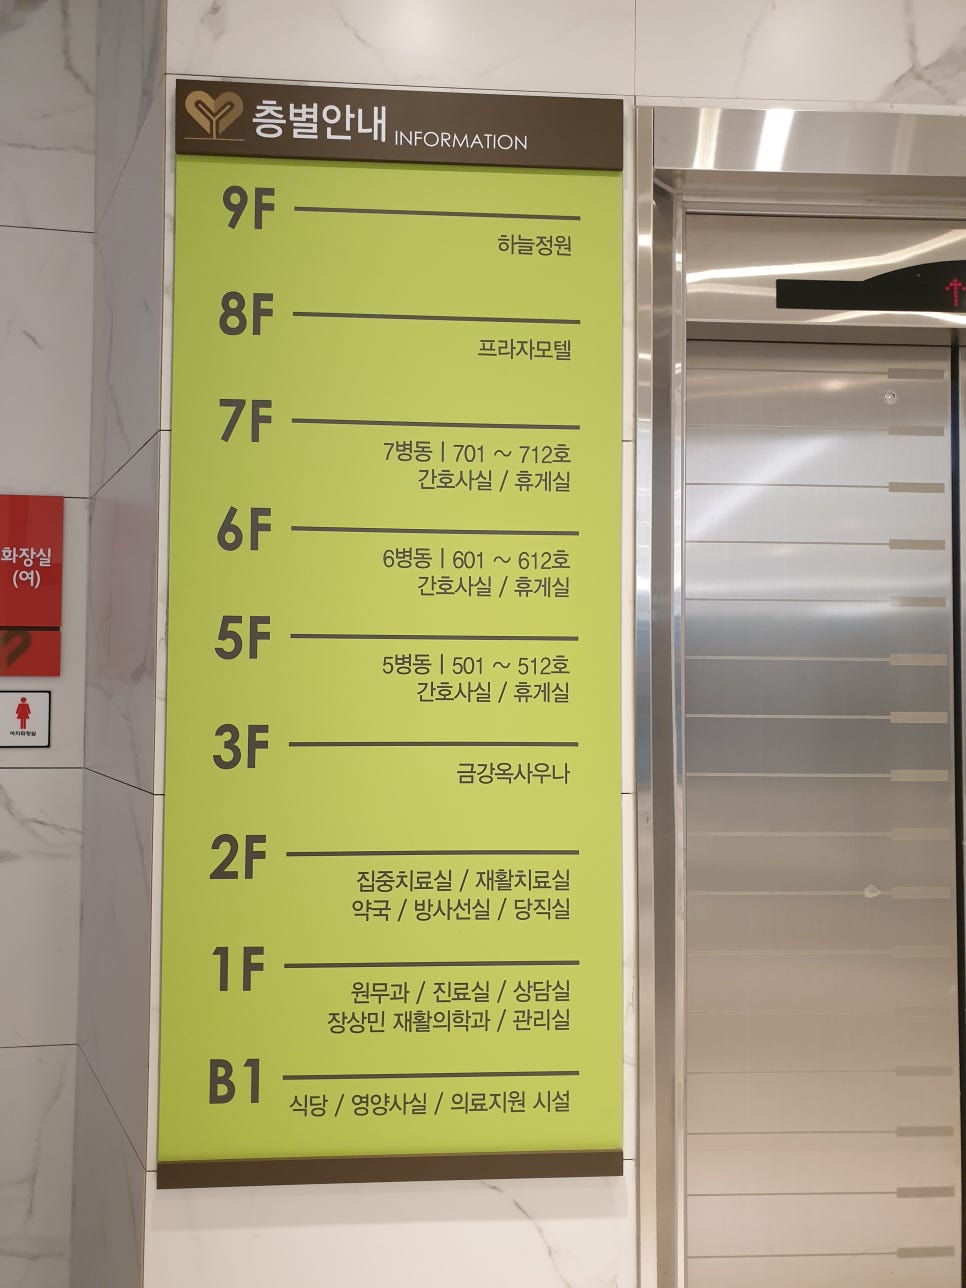 층별안내 INFORMATION
9F
하늘정원
8F
프라자모텔
7F
7병동 | 701 ~ 712호
간호사실 / 휴게실
6F
6병동 | 601 ~ 612호
간호사실 / 휴게실
5F
5병동 | 501 ~ 512호
간호사실 / 휴게실
3F
금강옥사우나
2F
집중치료실 / 재활치료실
약국 / 방사선실 / 당직실
1F
원무과 / 진료실 / 상담실
장상민 재활의학과 / 관리실
B1
식당 / 영양사실 / 의료지원 시설
화장실
(여)
여자화장실